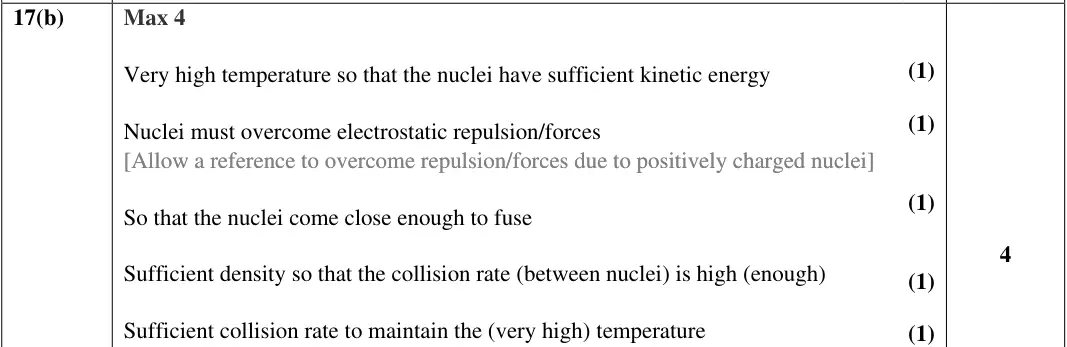 17(b) Max 4
Very high temperature so that the nuclei have sufficient kinetic energy (1)
Nuclei must overcome electrostatic repulsion/forces (1)
[Allow a reference to overcome repulsion/forces due to positively charged nuclei]
So that the nuclei come close enough to fuse (1)
Sufficient density so that the collision rate (between nuclei) is high (enough) (1)
4
Sufficient collision rate to maintain the (very high) temperature (1)